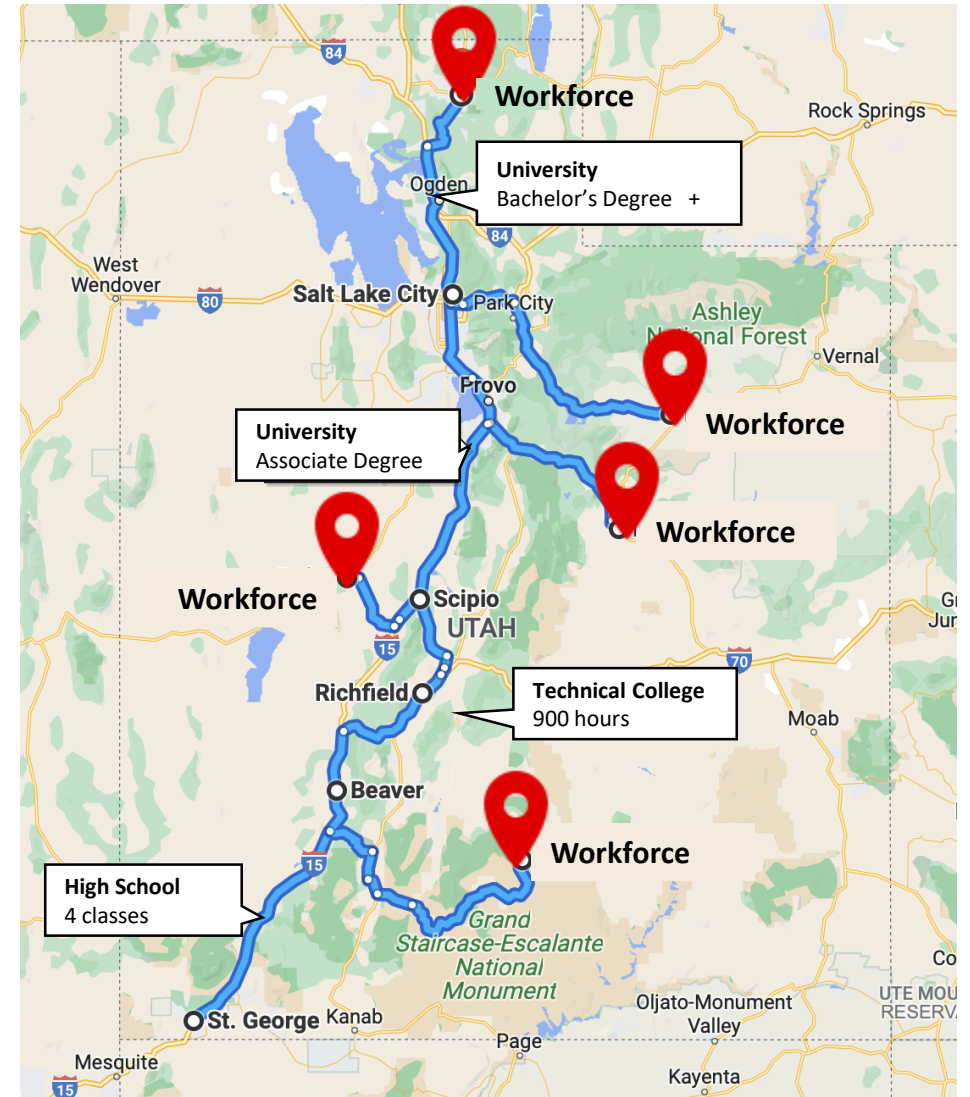 84
Workforce
Rock Springs
University
Bachelor's Degree +
Ogden
84
West
Wendover
80
Salt Lake City
Park City
Ashley
National Forest
Vernal
Provo
Workforce
University
Associate Degree
Workforce
Workforce
Scipio
UTAH
15
70
Richfield
Technical College
900 hours
Moab
Beaver
Workforce
15
High School
4 classes
Grand
Staircase-Escalante
National
Monument
St. George
Kanab
Oljato-Monument
Valley
Page
Mesquite
Kayenta
15